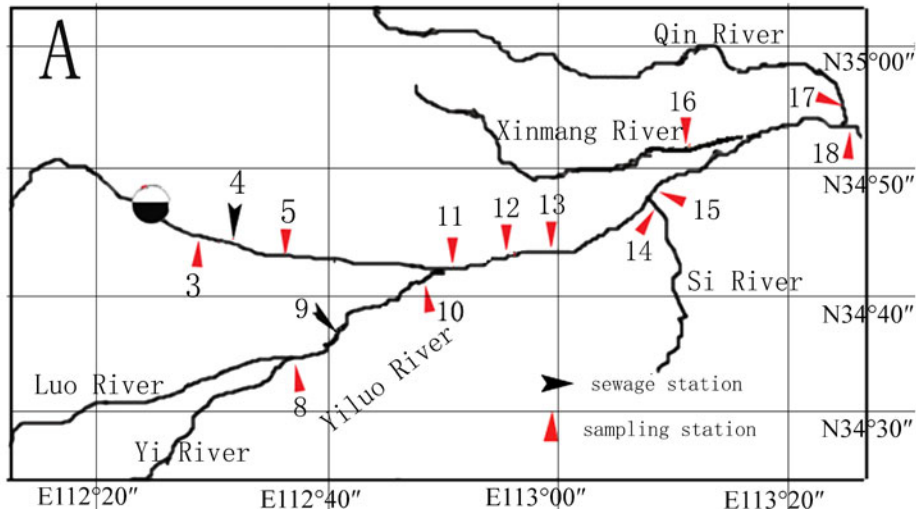 A
Qin River
N35°00″
17
16
Xinmang River
18
4
N34°50″
5
11
12
13
15
14
3
Si River
9
10
N34°40″
Yiluo River
Luo River
sewage station
8
sampling station
N34°30″
Yi River
E112°20″
E112°40″
E113°00″
E113°20″